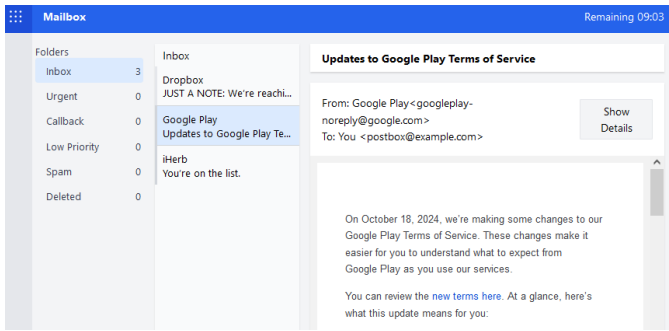 Mailbox
Remaining 09:03
Folders
Inbox 3
Urgent 0
Callback 0
Low Priority 0
Spam 0
Deleted 0
Inbox
Dropbox
JUST A NOTE: We're reachi...
Google Play
Updates to Google Play Te...
iHerb
You're on the list.
Updates to Google Play Terms of Service
From: Google Play<googleplay-
noreply@google.com>
To: You <postbox@example.com>
Show
Details
On October 18, 2024, we're making some changes to our
Google Play Terms of Service. These changes make it
easier for you to understand what to expect from
Google Play as you use our services.
You can review the new terms here. At a glance, here's
what this update means for you: